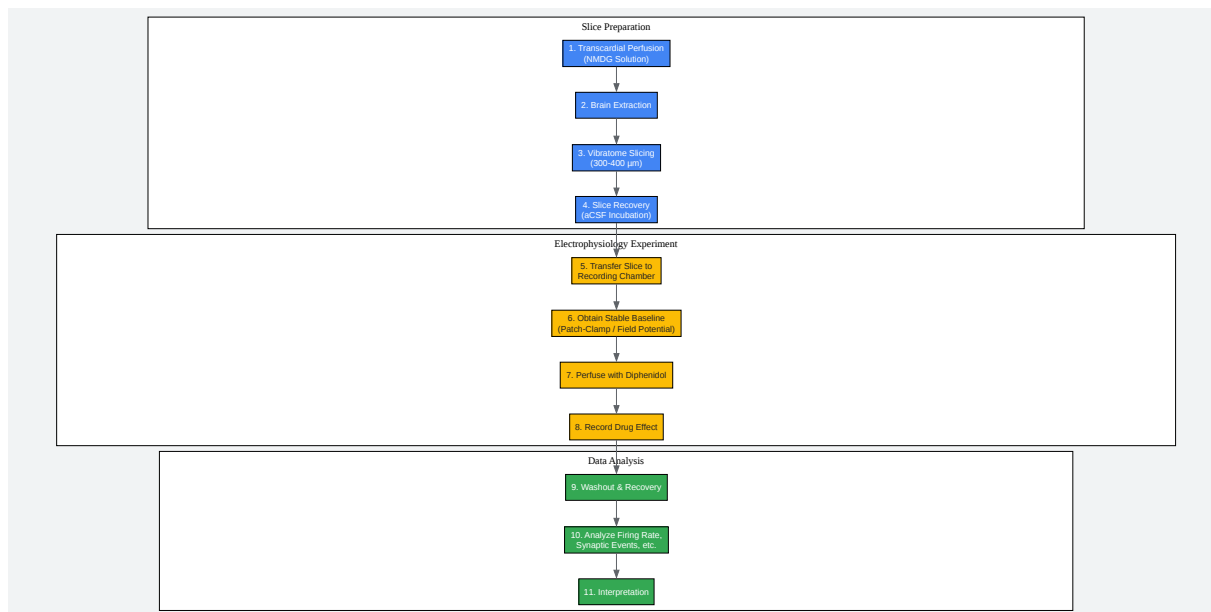 Slice Preparation
1. Transcardial Perfusion
(NMDG Solution)
2. Brain Extraction
3. Vibratome Slicing
(300-400 µm)
4. Slice Recovery
(aCSF Incubation)
Electrophysiology Experiment
5. Transfer Slice to
Recording Chamber
6. Obtain Stable Baseline
(Patch-Clamp / Field Potential)
7. Perfuse with Diphenidol
8. Record Drug Effect
Data Analysis
9. Washout & Recovery
10. Analyze Firing Rate,
Synaptic Events, etc.
11. Interpretation